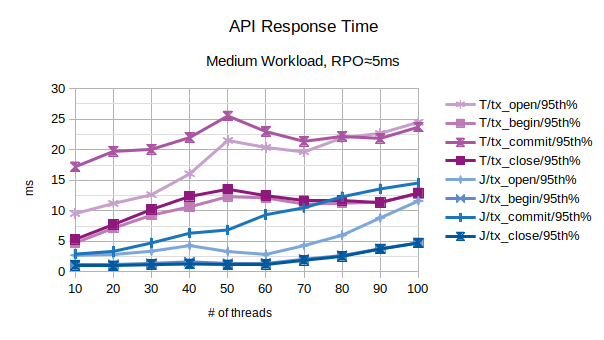 API Response Time
Medium Workload, RPO≈5ms
30
25
20
15
10
5
0
ms
10 20 30 40 50 60 70 80 90 100
# of threads
T/tx_open/95th%
T/tx_begin/95th%
T/tx_commit/95th%
T/tx_close/95th%
J/tx_open/95th%
J/tx_begin/95th%
J/tx_commit/95th%
J/tx_close/95th%